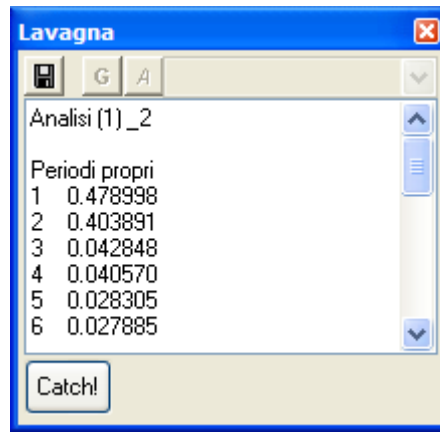 Lavagna
G A
Analisi (1) _2
Periodi propri
1 0.478998
2 0.403891
3 0.042848
4 0.040570
5 0.028305
6 0.027885
Catch!